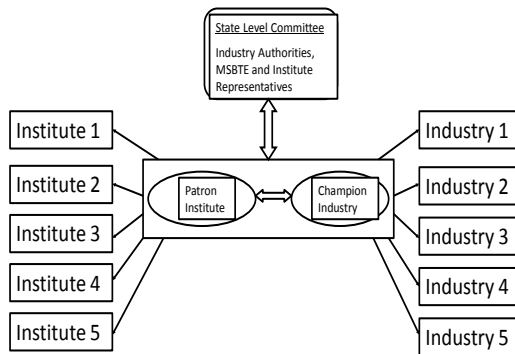 State Level Committee
Industry Authorities,
MSBTE and Institute
Representatives
Institute 1
Institute 2
Institute 3
Institute 4
Institute 5
Patron
Institute
Champion
Industry
Industry 1
Industry 2
Industry 3
Industry 4
Industry 5